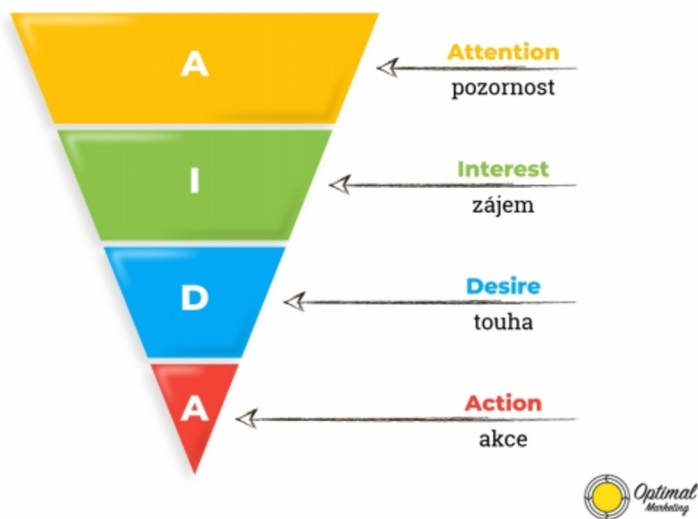 A
Attention
pozornost
I
Interest
zájem
D
Desire
touha
A
Action
akce
Optimal
Marketing